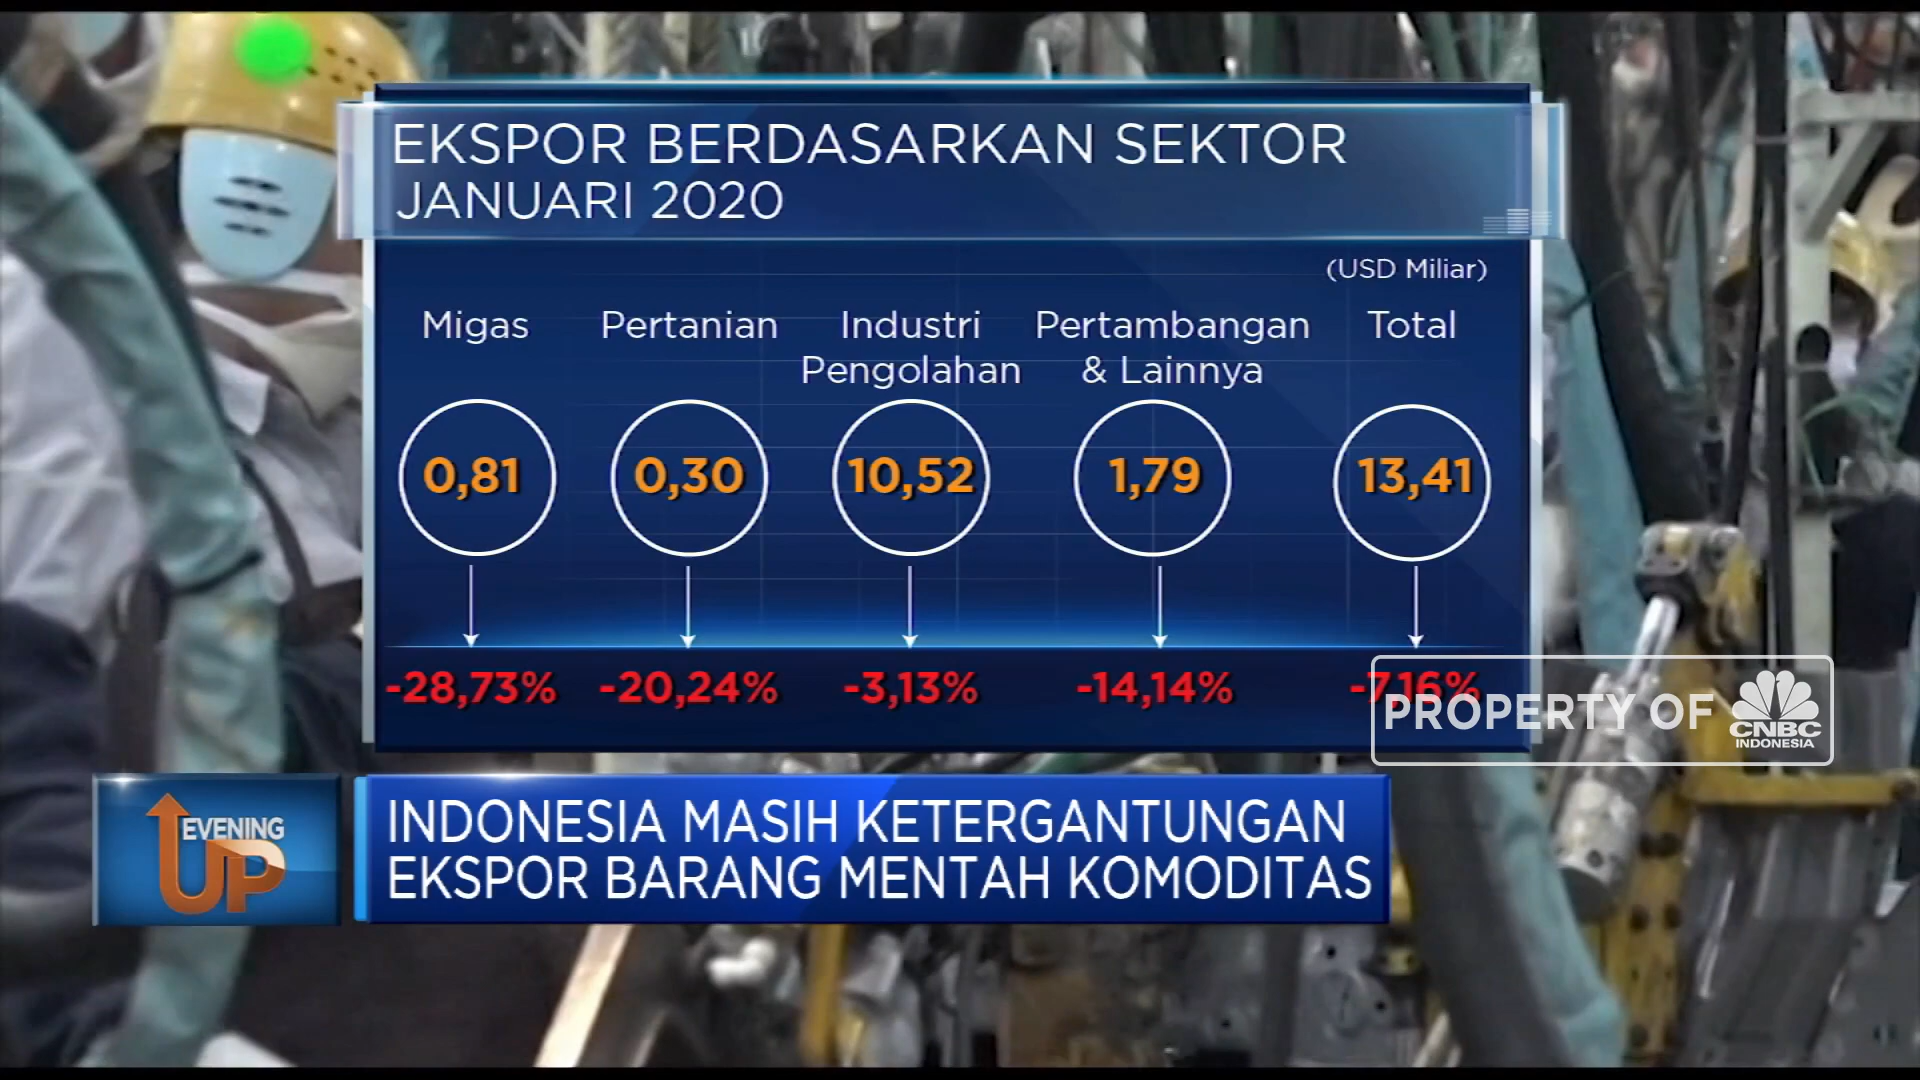 EKSPOR BERDASARKAN SEKTOR
JANUARI 2020
(USD Miliar)
Migas
Pertanian
Industri
Pengolahan
Pertambangan
& Lainnya
Total
0,81
0,30
10,52
1,79
13,41
-28,73%
-20,24%
-3,13%
-14,14%
-7,16%
PROPERTY OF
CNBC
INDONESIA
EVENING
UP
INDONESIA MASIH KETERGANTUNGAN
EKSPOR BARANG MENTAH KOMODITAS